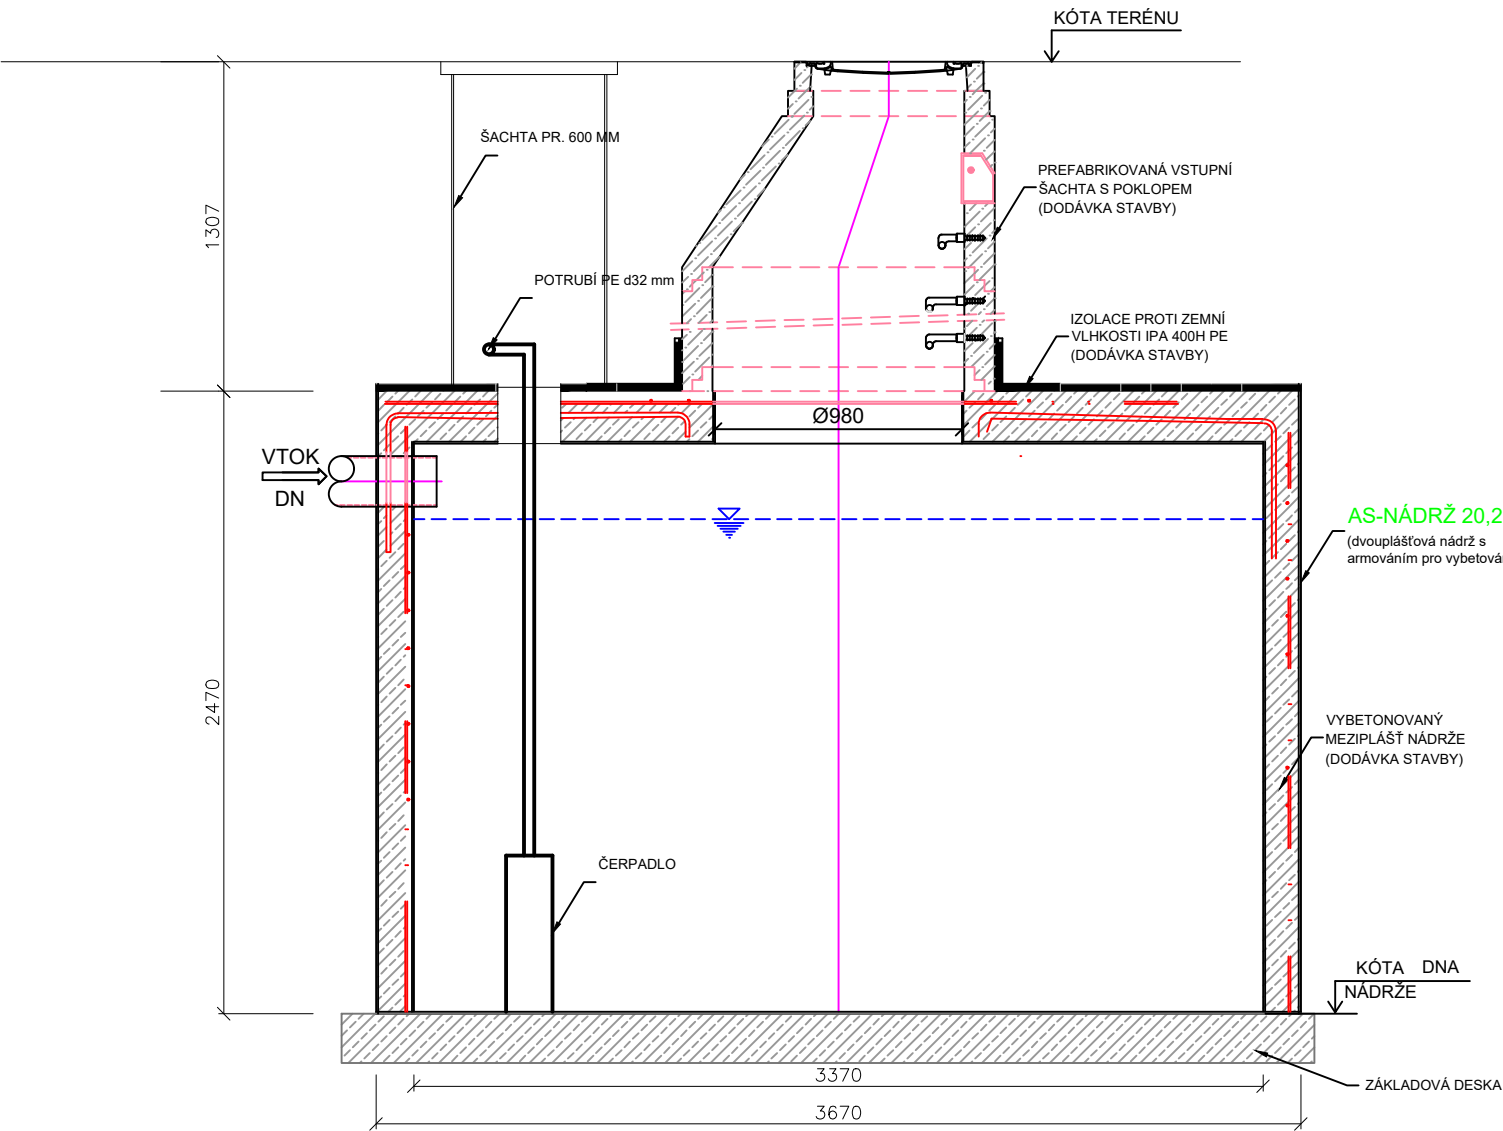 KÓTA TERÉNU
ŠACHTA PR. 600 MM
PREFABRIKOVANÁ VSTUPNÍ
ŠACHTA S POKLOPEM
(DODÁVKA STAVBY)
1307
POTRUBÍ PE d32 mm
IZOLACE PROTI ZEMNÍ
VLHKOSTI IPA 400H PE
(DODÁVKA STAVBY)
Ø980
VTOK
DN
AS-NÁDRŽ 20,2
(dvouplášťová nádrž s
armováním pro vybetová
2470
VYBETONOVANÝ
MEZIPLÁŠŤ NÁDRŽE
(DODÁVKA STAVBY)
ČERPADLO
KÓTA DNA
NÁDRŽE
3370
ZÁKLADOVÁ DESKA
3670